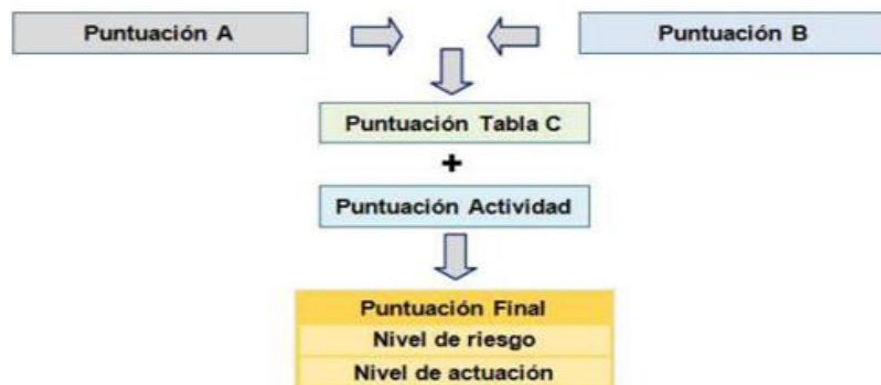 Puntuación A
Puntuación B
Puntuación Tabla C
+
Puntuación Actividad
Puntuación Final
Nivel de riesgo
Nivel de actuación